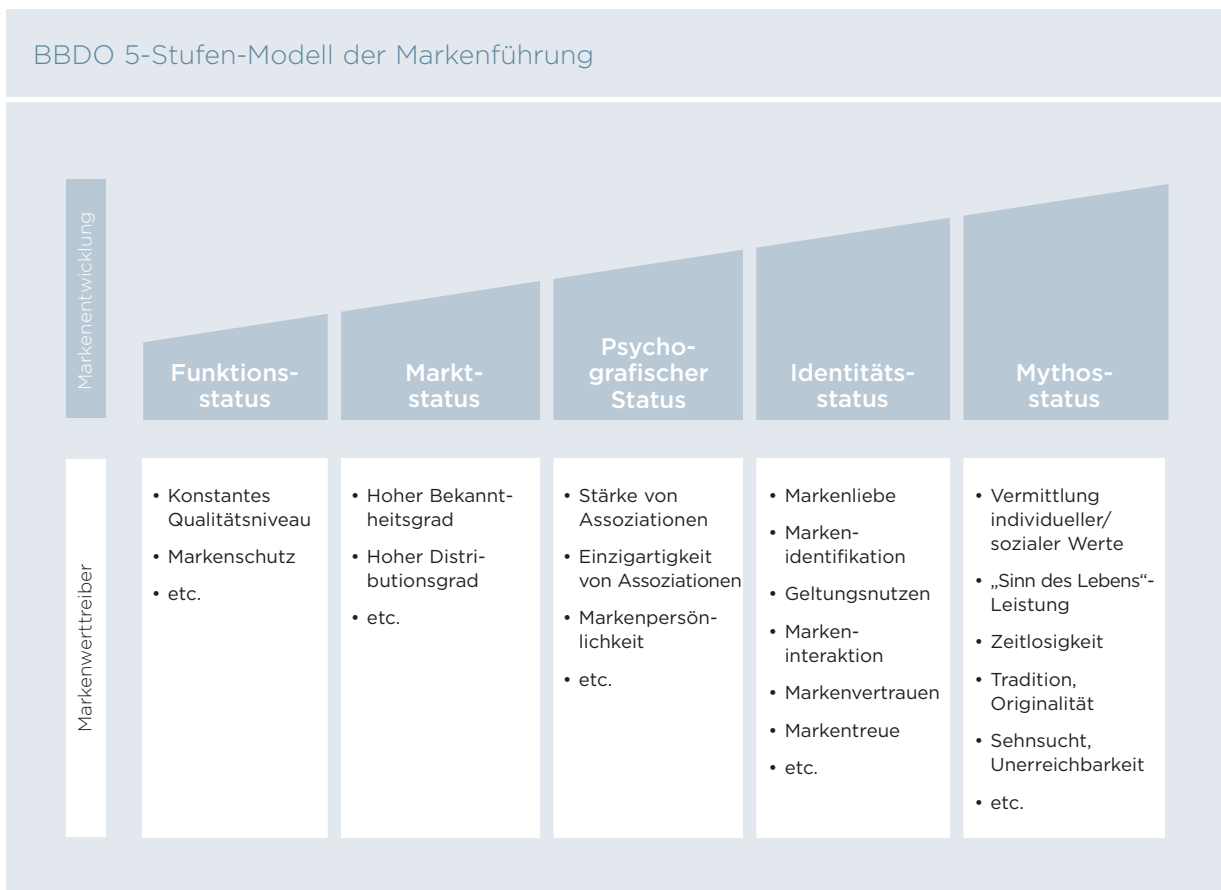 BBDO 5-Stufen-Modell der Markenführung
Markenentwicklung
Funktions-
status
Markt-
status
Psycho-
grafischer
Status
Identitäts-
status
Mythos-
status
Markenwerttreiber
• Konstantes
Qualitätsniveau
• Markenschutz
• etc.
• Hoher Bekannt-
heitsgrad
• Hoher Distri-
butionsgrad
• etc.
• Stärke von
Assoziationen
• Einzigartigkeit
von Assoziationen
• Markenpersön-
lichkeit
• etc.
• Markenliebe
• Marken-
identifikation
• Geltungsnutzen
• Marken-
interaktion
• Markenvertrauen
• Markentreue
• etc.
• Vermittlung
individueller/
sozialer Werte
• „Sinn des Lebens“-
Leistung
• Zeitlosigkeit
• Tradition,
Originalität
• Sehnsucht,
Unerreichbarkeit
• etc.